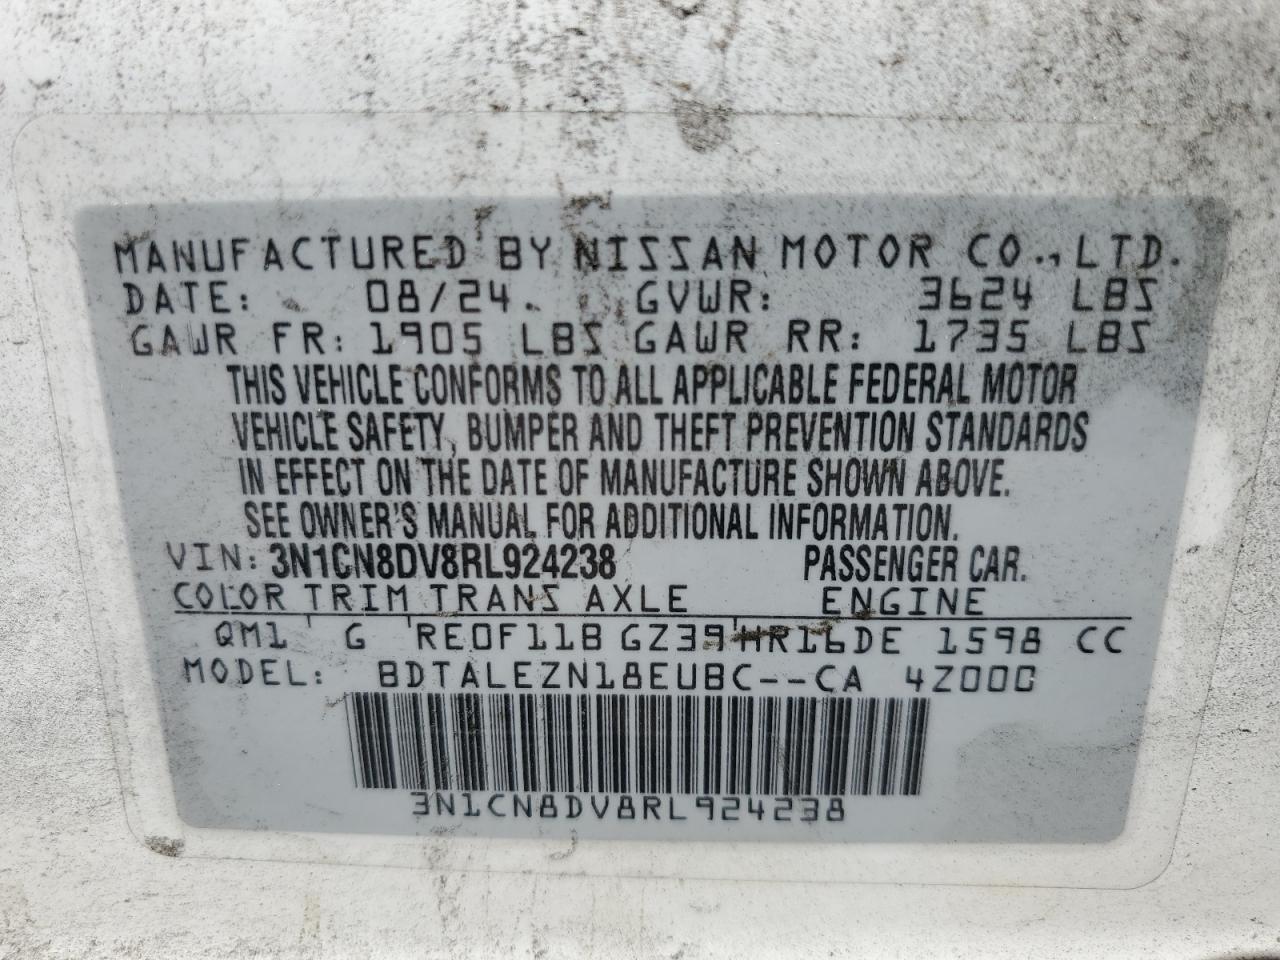 MANUFACTURED BY NISSAN MOTOR CO., LTD.
DATE: 08/24. GVWR: 3624 LBS
GAWR FR: 1905 LBS GAWR RR: 1735 LBS
THIS VEHICLE CONFORMS TO ALL APPLICABLE FEDERAL MOTOR
VEHICLE SAFETY, BUMPER AND THEFT PREVENTION STANDARDS
IN EFFECT ON THE DATE OF MANUFACTURE SHOWN ABOVE.
SEE OWNER'S MANUAL FOR ADDITIONAL INFORMATION.
VIN: 3N1CN8DV8RL924238 PASSENGER CAR.
COLOR TRIM TRANS AXLE ENGINE
QM1 G RE0F11B GZ39 HR16DE 1598 CC
MODEL: BDTALEZN18EUBC--CA 4Z000
3N1CN8DV8RL924238